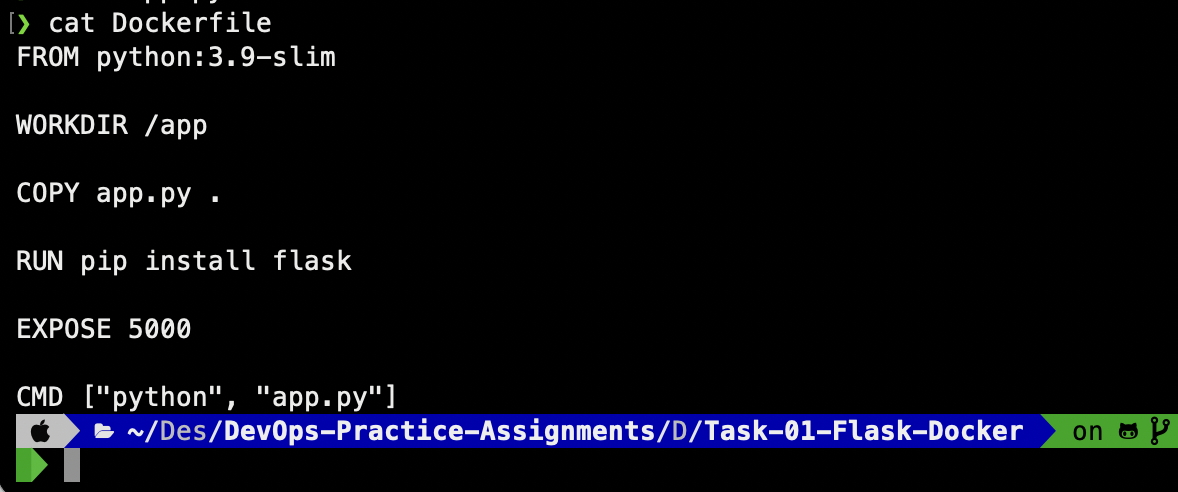 ❯ cat Dockerfile
FROM python:3.9-slim
WORKDIR /app
COPY app.py .
RUN pip install flask
EXPOSE 5000
CMD ["python", "app.py"]
~/Des/DevOps-Practice-Assignments/D/Task-01-Flask-Docker on